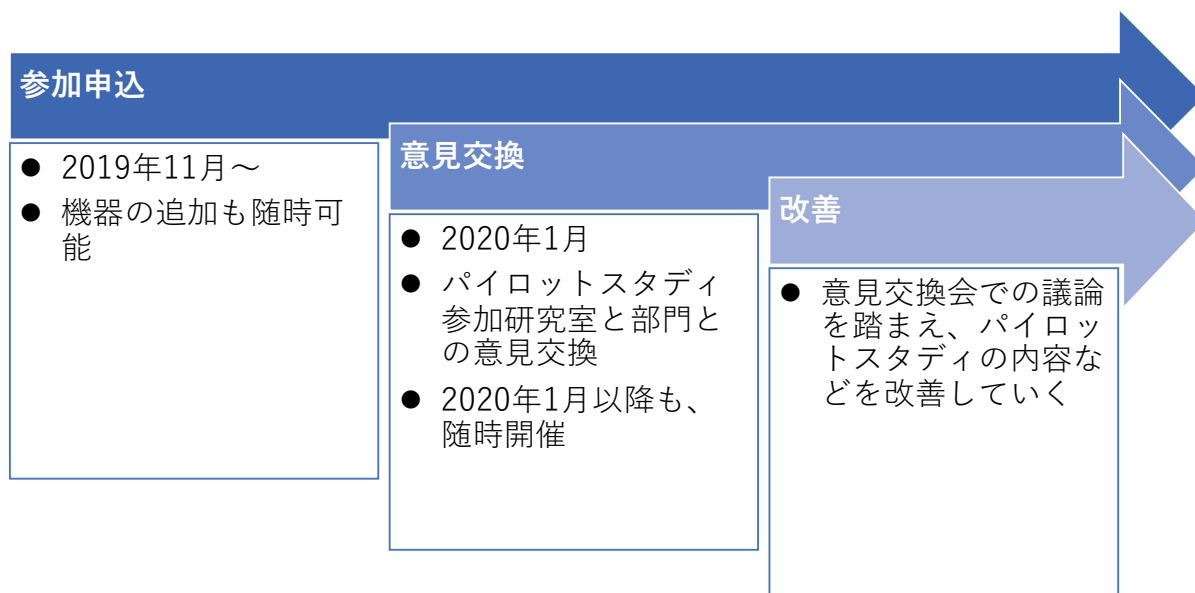 参加申込
● 2019年11月～
● 機器の追加も随時可
能
意見交換
● 2020年1月
● パイロットスタディ
参加研究室と部門と
の意見交換
● 2020年1月以降も、
随時開催
改善
● 意見交換会での議論
を踏まえ、パイロッ
トスタディの内容な
どを改善していく